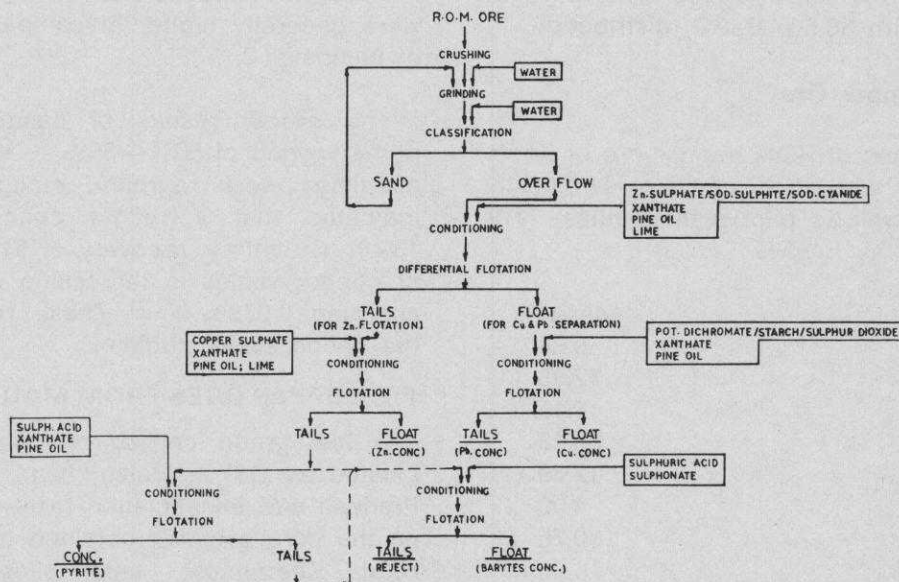 R.O.M. ORE
CRUSHING
WATER
GRINDING
WATER
CLASSIFICATION
SAND
OVER FLOW
Zn.SULPHATE/SOD.SULPHITE/SOD-CYANIDE
XANTHATE
PINE OIL
LIME
CONDITIONING
DIFFERENTIAL FLOTATION
TAILS
(FOR Zn.FLOTATION)
FLOAT
(FOR Cu & Pb.SEPARATION)
COPPER SULPHATE
XANTHATE
PINE OIL; LIME
POT. DICHROMATE/STARCH/SULPHUR DIOXIDE
XANTHATE
PINE OIL
CONDITIONING
CONDITIONING
FLOTATION
FLOTATION
TAILS
FLOAT
(Zn.CONC)
TAILS
(Pb.CONC)
FLOAT
(Cu.CONC)
SULPH. ACID
XANTHATE
PINE OIL
SULPHURIC ACID
SULPHONATE
CONDITIONING
CONDITIONING
FLOTATION
FLOTATION
CONC.
(PYRITE)
TAILS
TAILS
(REJECT)
FLOAT
(BARYTES CONC.)